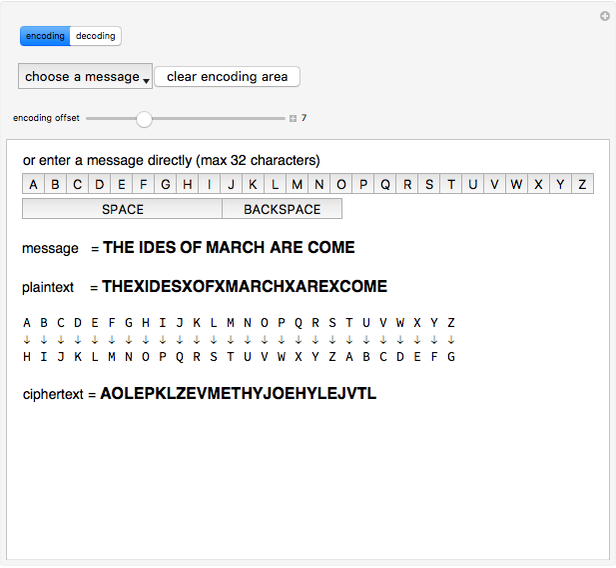 encoding decoding
choose a message clear encoding area
encoding offset 7
or enter a message directly (max 32 characters)
A B C D E F G H I J K L M N O P Q R S T U V W X Y Z
SPACE BACKSPACE
message = THE IDES OF MARCH ARE COME
plaintext = THEXIDESXOFXMARCHXAREXCOME
A B C D E F G H I J K L M N O P Q R S T U V W X Y Z
↓ ↓ ↓ ↓ ↓ ↓ ↓ ↓ ↓ ↓ ↓ ↓ ↓ ↓ ↓ ↓ ↓ ↓ ↓ ↓ ↓ ↓ ↓ ↓ ↓ ↓
H I J K L M N O P Q R S T U V W X Y Z A B C D E F G
ciphertext = AOLEPKLZEVMETHYJOEHYLEJVTL